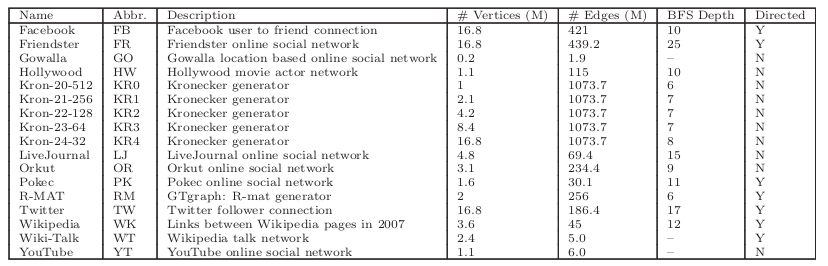 Name Abbr. Description # Vertices (M) # Edges (M) BFS Depth Directed
Facebook FB Facebook user to friend connection 16.8 421 10 Y
Friendster FR Friendster online social network 16.8 439.2 25 Y
Gowalla GO Gowalla location based online social network 0.2 1.9 – N
Hollywood HW Hollywood movie actor network 1.1 115 10 N
Kron-20-512 KR0 Kronecker generator 1 1073.7 6 N
Kron-21-256 KR1 Kronecker generator 2.1 1073.7 7 N
Kron-22-128 KR2 Kronecker generator 4.2 1073.7 7 N
Kron-23-64 KR3 Kronecker generator 8.4 1073.7 7 N
Kron-24-32 KR4 Kronecker generator 16.8 1073.7 8 N
LiveJournal LJ LiveJournal online social network 4.8 69.4 15 N
Orkut OR Orkut online social network 3.1 234.4 9 N
Pokec PK Pokec online social network 1.6 30.1 11 Y
R-MAT RM GTgraph: R-mat generator 2 256 6 Y
Twitter TW Twitter follower connection 16.8 186.4 17 Y
Wikipedia WK Links between Wikipedia pages in 2007 3.6 45 12 Y
Wiki-Talk WT Wikipedia talk network 2.4 5.0 – Y
YouTube YT YouTube online social network 1.1 6.0 – N